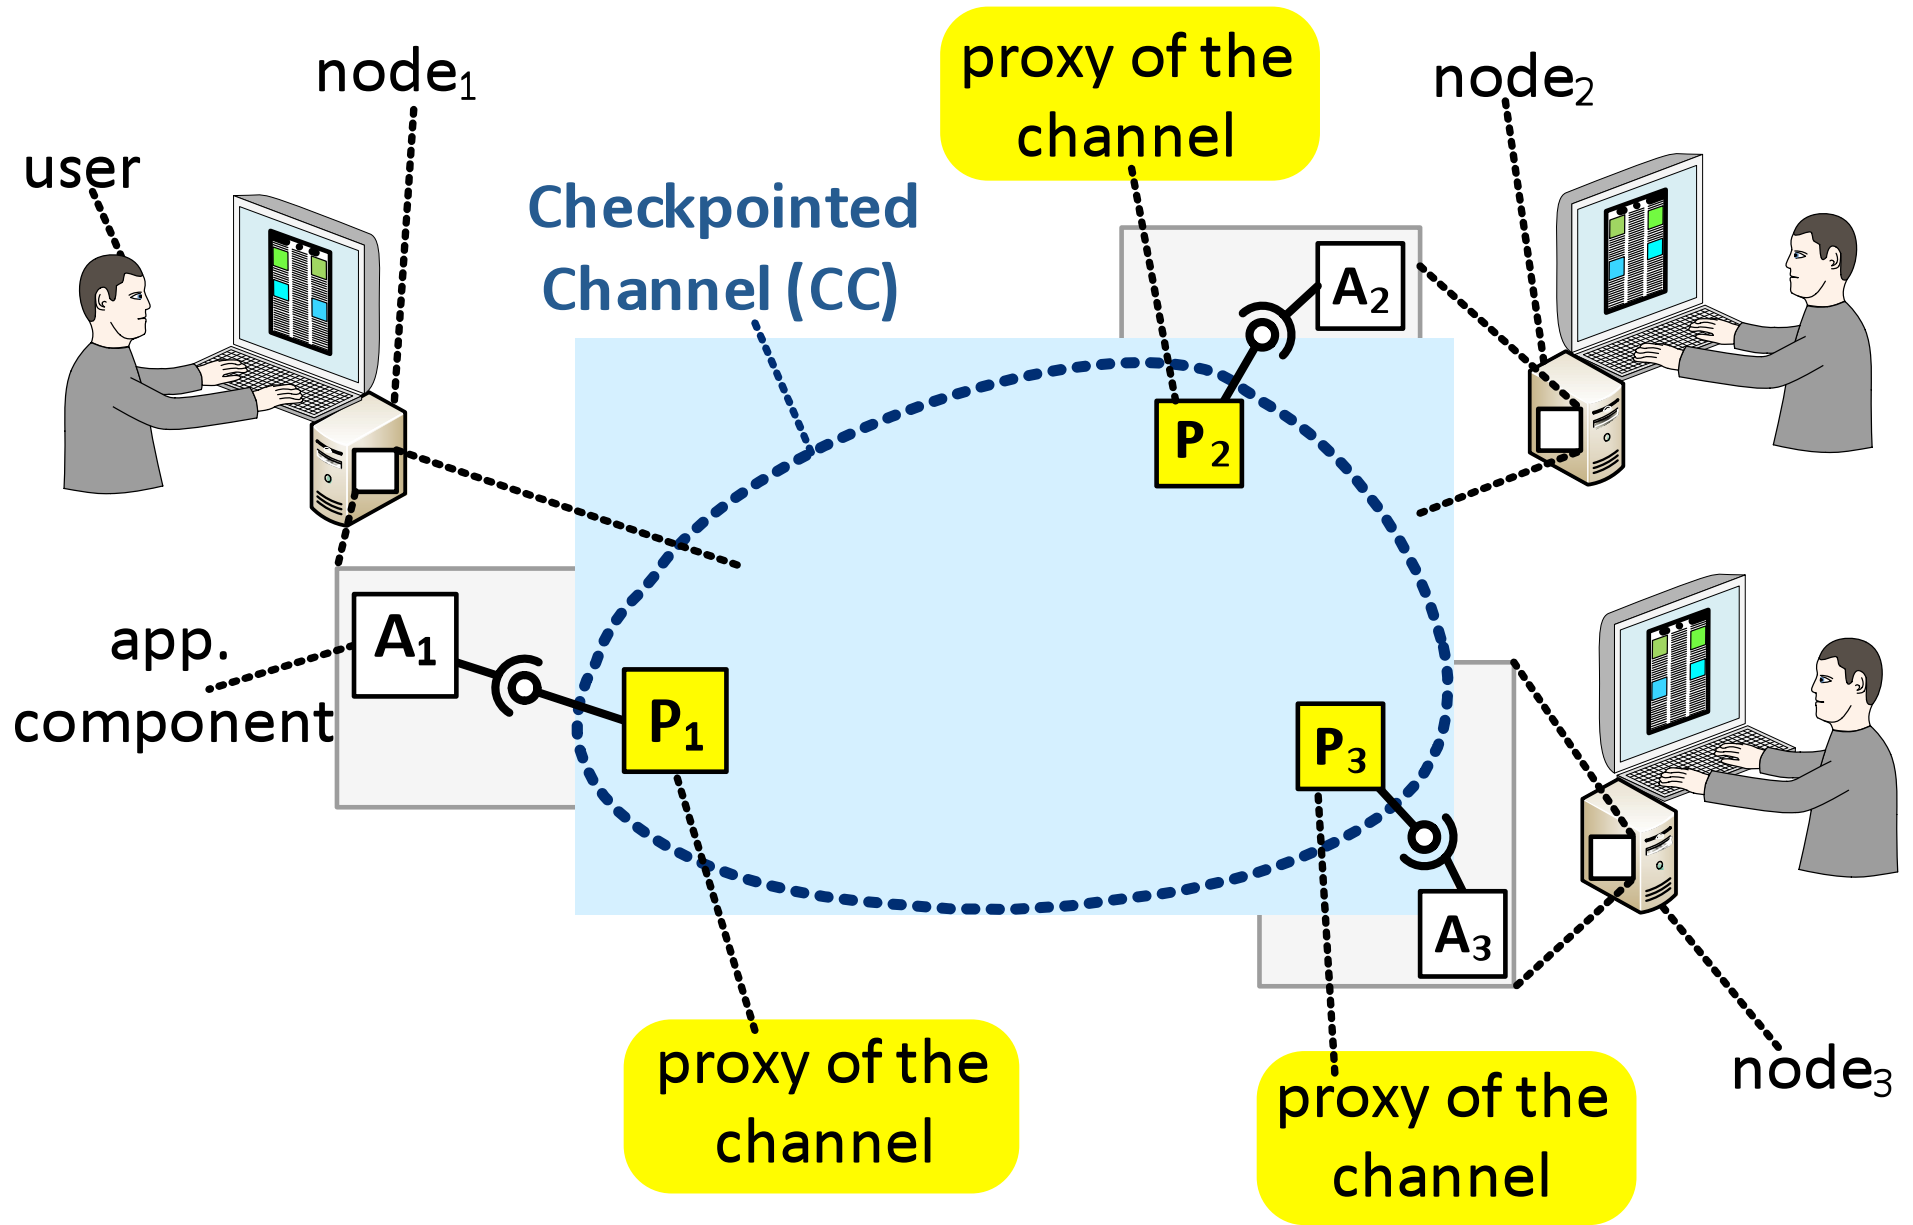 proxy of the
channel
node₁
node₂
user
Checkpointed
Channel (CC)
A₂
P₂
A₁
app.
component
P₁
P₃
A₃
proxy of the
channel
proxy of the
channel
node₃